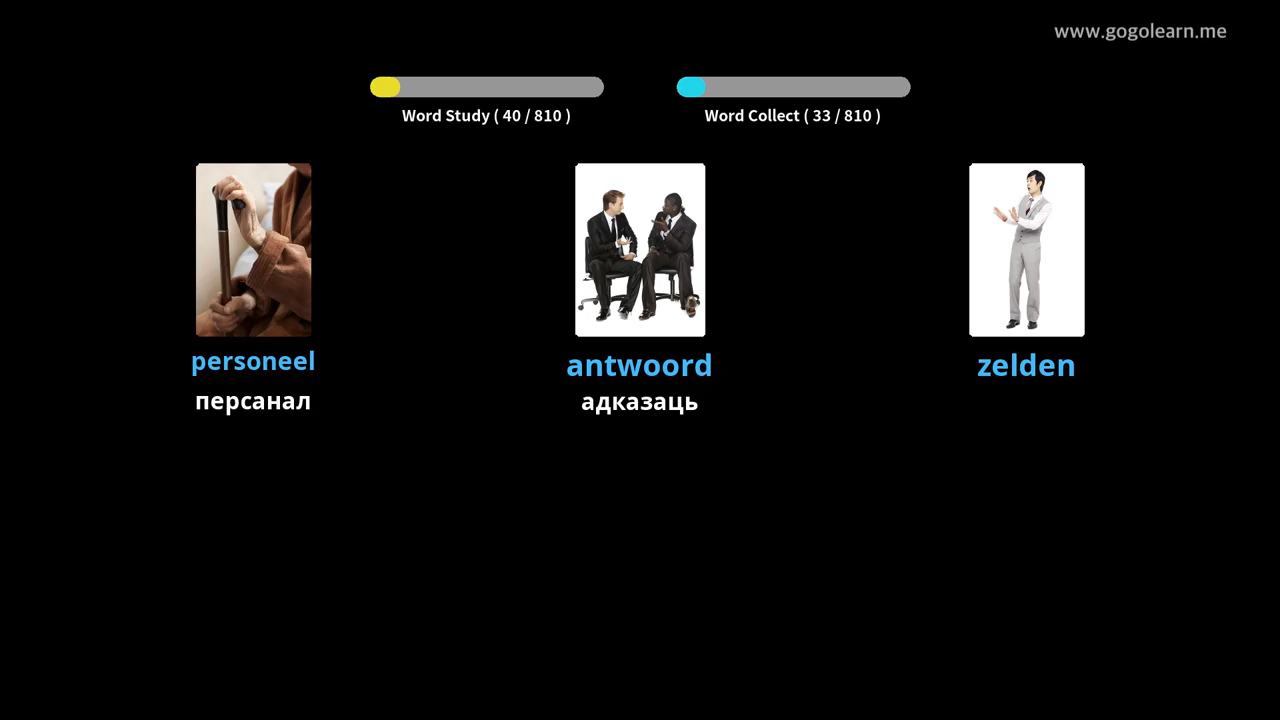 www.gogolearn.me
Word Study ( 40 / 810 )
Word Collect ( 33 / 810 )
personeel
antwoord
zelden
персанал
адказаць